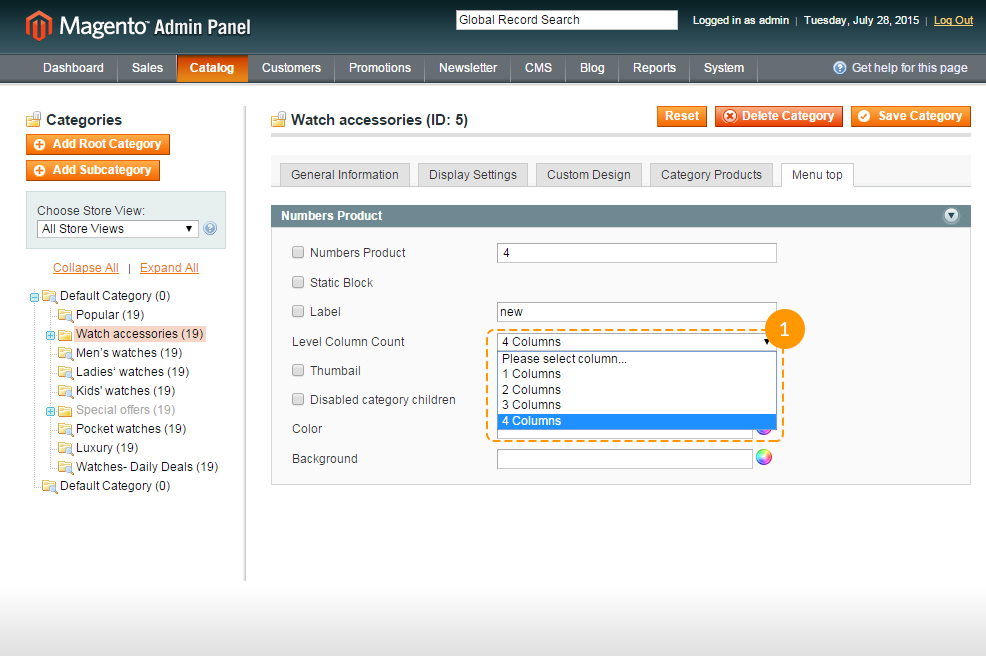 Magento™ Admin Panel
Global Record Search
Logged in as admin | Tuesday, July 28, 2015 | Log Out
Dashboard
Sales
Catalog
Customers
Promotions
Newsletter
CMS
Blog
Reports
System
Get help for this page
Categories
Add Root Category
Add Subcategory
Choose Store View:
All Store Views
Collapse All | Expand All
Default Category (0)
Popular (19)
Watch accessories (19)
Men's watches (19)
Ladies' watches (19)
Kids' watches (19)
Special offers (19)
Pocket watches (19)
Luxury (19)
Watches- Daily Deals (19)
Default Category (0)
Watch accessories (ID: 5)
Reset
Delete Category
Save Category
General Information
Display Settings
Custom Design
Category Products
Menu top
Numbers Product
Numbers Product
4
Static Block
Label
new
Level Column Count
4 Columns
1
Please select column...
1 Columns
2 Columns
3 Columns
4 Columns
Thumbail
Disabled category children
Color
Background